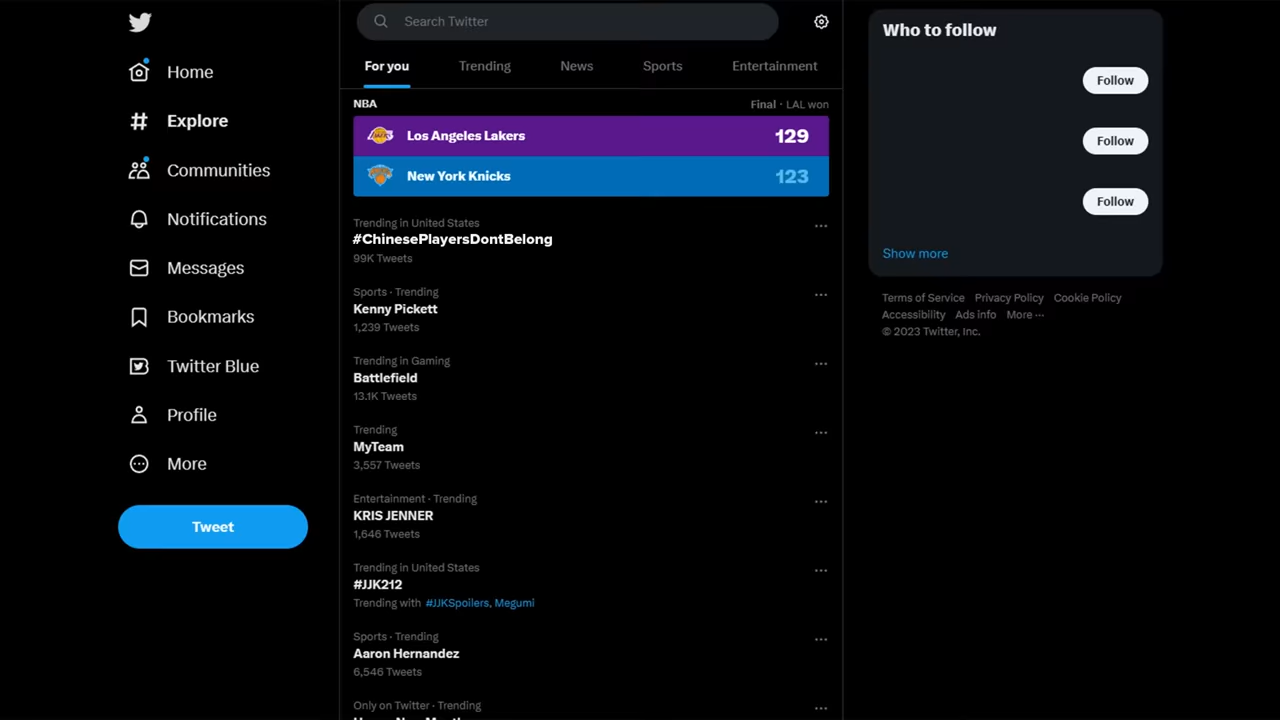 Search Twitter
Home
Explore
Communities
Notifications
Messages
Bookmarks
Twitter Blue
Profile
More
Tweet
For you Trending News Sports Entertainment
NBA Final · LAL won
Los Angeles Lakers 129
New York Knicks 123
Trending in United States
#ChinesePlayersDontBelong
99K Tweets
Sports · Trending
Kenny Pickett
1,239 Tweets
Trending in Gaming
Battlefield
13.1K Tweets
Trending
MyTeam
3,557 Tweets
Entertainment · Trending
KRIS JENNER
1,646 Tweets
Trending in United States
#JJK212
Trending with #JJKSpoilers, Megumi
Sports · Trending
Aaron Hernandez
6,546 Tweets
Only on Twitter · Trending
Who to follow
Follow
Follow
Follow
Show more
Terms of Service Privacy Policy Cookie Policy
Accessibility Ads info More ···
© 2023 Twitter, Inc.